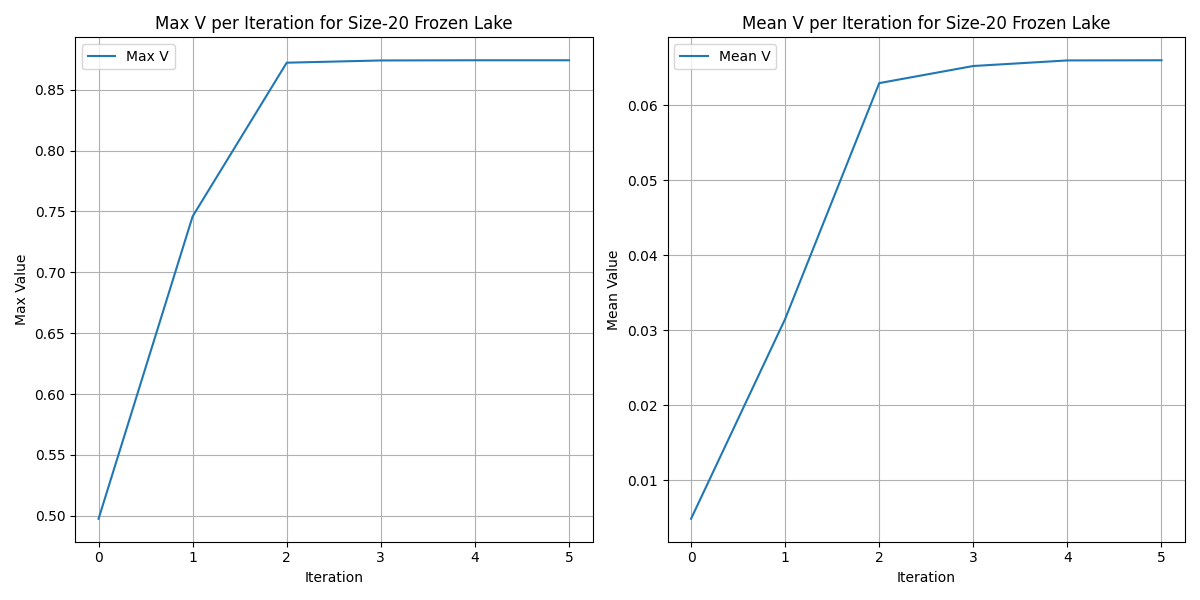 Max V per Iteration for Size-20 Frozen Lake
Max V
Max Value
0.85
0.80
0.75
0.70
0.65
0.60
0.55
0.50
0 1 2 3 4 5
Iteration
Mean V per Iteration for Size-20 Frozen Lake
Mean V
Mean Value
0.06
0.05
0.04
0.03
0.02
0.01
0 1 2 3 4 5
Iteration